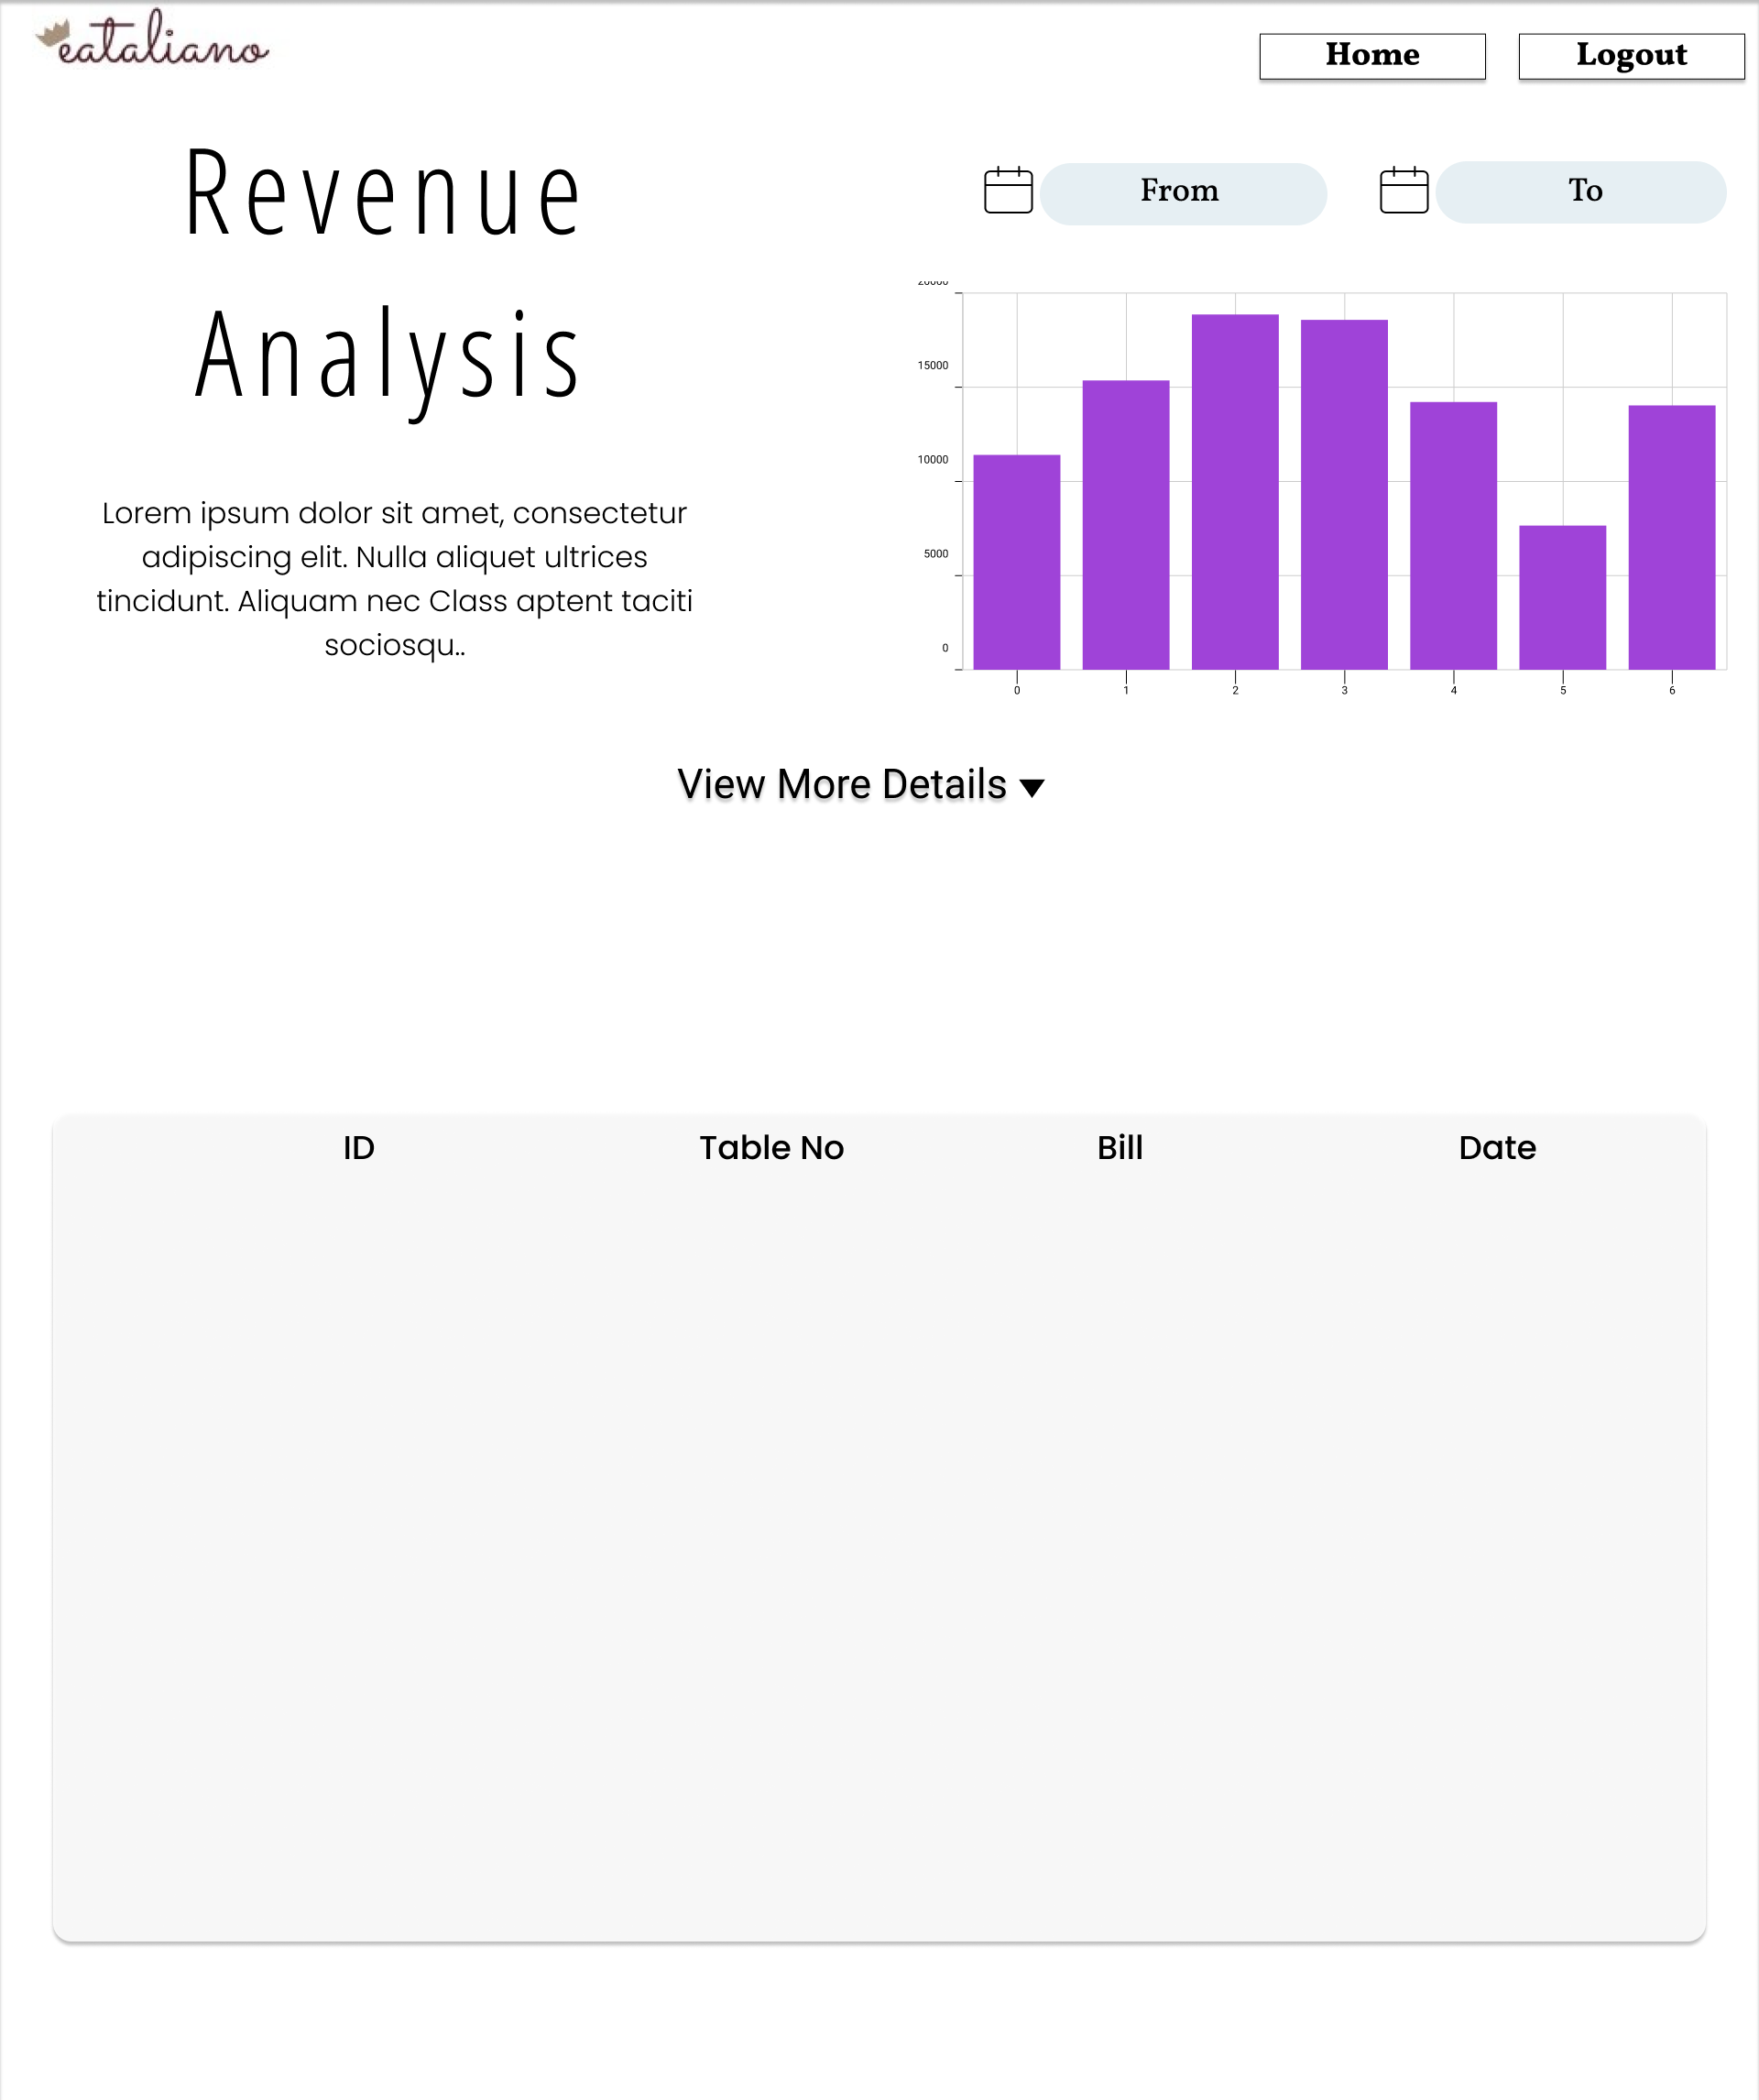 eataliano
Home
Logout
Revenue
Analysis
From
To
Lorem ipsum dolor sit amet, consectetur
adipiscing elit. Nulla aliquet ultrices
tincidunt. Aliquam nec Class aptent taciti
sociosqu..
20000
15000
10000
5000
0
0 1 2 3 4 5 6
View More Details
ID Table No Bill Date